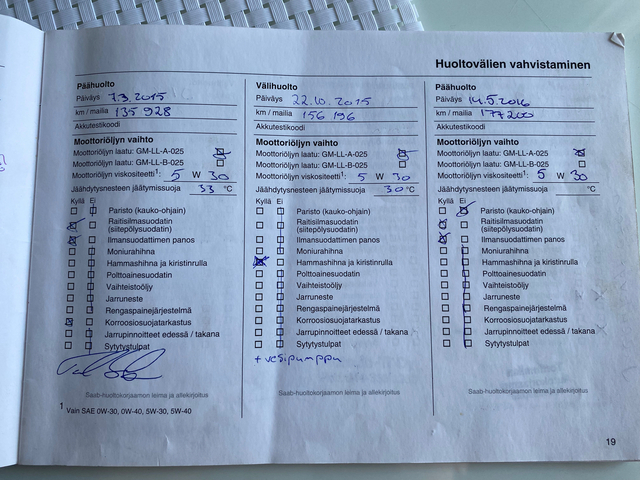 Huoltovälien vahvistaminen
Päähuolto
Päiväys 7.3.2015
km / mailia 135 928
Akkutestikoodi
Moottoriöljyn vaihto
Moottoriöljyn laatu: GM-LL-A-025
Moottoriöljyn laatu: GM-LL-B-025
Moottoriöljyn viskositeetti¹: 5 W 30
Jäähdytysnesteen jäätymissuoja 33 °C
Kyllä Ei
Paristo (kauko-ohjain)
Raitisilmasuodatin
(siitepölysuodatin)
Ilmansuodattimen panos
Moniurahihna
Hammashihna ja kiristinrulla
Polttoainesuodatin
Vaihteistoöljy
Jarruneste
Rengaspainejärjestelmä
Korroosiosuojatarkastus
Jarrupinnoitteet edessä / takana
Sytytystulpat
Saab-huoltokorjaamon leima ja allekirjoitus
1 Vain SAE 0W-30, 0W-40, 5W-30, 5W-40
Välihuolto
Päiväys 22.10.2015
km / mailia 156 196
Akkutestikoodi
Moottoriöljyn vaihto
Moottoriöljyn laatu: GM-LL-A-025
Moottoriöljyn laatu: GM-LL-B-025
Moottoriöljyn viskositeetti¹: 5 W 30
Jäähdytysnesteen jäätymissuoja 30 °C
Kyllä Ei
Paristo (kauko-ohjain)
Raitisilmasuodatin
(siitepölysuodatin)
Ilmansuodattimen panos
Moniurahihna
Hammashihna ja kiristinrulla
Polttoainesuodatin
Vaihteistoöljy
Jarruneste
Rengaspainejärjestelmä
Korroosiosuojatarkastus
Jarrupinnoitteet edessä / takana
Sytytystulpat
+ vesipumppu
Saab-huoltokorjaamon leima ja allekirjoitus
Päähuolto
Päiväys 14.5.2016
km / mailia 177200
Akkutestikoodi
Moottoriöljyn vaihto
Moottoriöljyn laatu: GM-LL-A-025
Moottoriöljyn laatu: GM-LL-B-025
Moottoriöljyn viskositeetti¹: 5 W 30
Jäähdytysnesteen jäätymissuoja °C
Kyllä Ei
Paristo (kauko-ohjain)
Raitisilmasuodatin
(siitepölysuodatin)
Ilmansuodattimen panos
Moniurahihna
Hammashihna ja kiristinrulla
Polttoainesuodatin
Vaihteistoöljy
Jarruneste
Rengaspainejärjestelmä
Korroosiosuojatarkastus
Jarrupinnoitteet edessä / takana
Sytytystulpat
Saab-huoltokorjaamon leima ja allekirjoitus
19